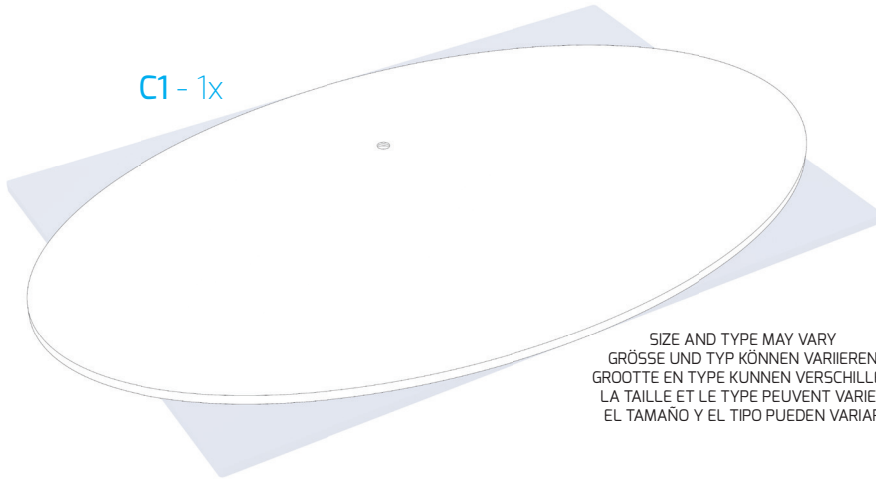 C1 - 1x
SIZE AND TYPE MAY VARY
GRÖSSE UND TYP KÖNNEN VARIIEREN
GROOTTE EN TYPE KUNNEN
LA TAILLE ET LE TYPE PEUVENT
EL TAMAÑO Y EL TIPO PUEDEN